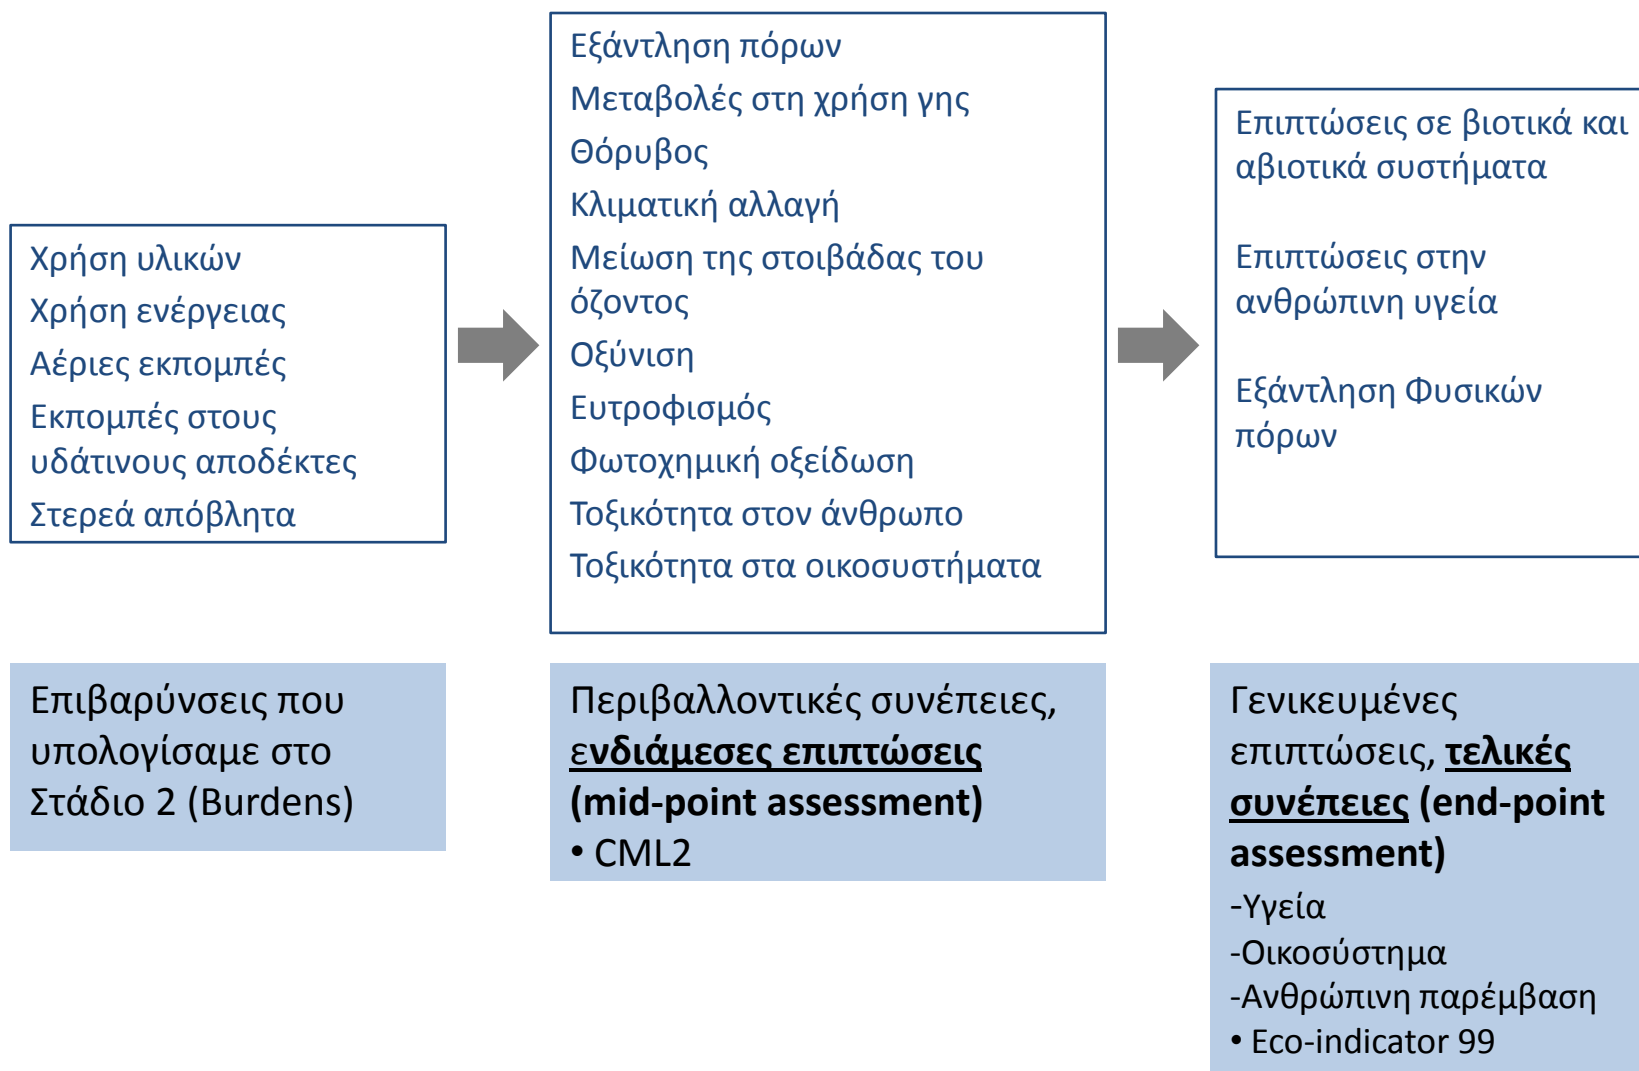 Χρήση υλικών
Χρήση ενέργειας
Αέριες εκπομπές
Εκπομπές στους
υδάτινους αποδέκτες
Στερεά απόβλητα
Εξάντληση πόρων
Μεταβολές στη χρήση γης
Θόρυβος
Κλιματική αλλαγή
Μείωση της στοιβάδας του
όζοντος
Οξύνιση
Ευτροφισμός
Φωτοχημική οξείδωση
Τοξικότητα στον άνθρωπο
Τοξικότητα στα οικοσυστήματα
Επιπτώσεις σε βιοτικά και
αβιοτικά συστήματα
Επιπτώσεις στην
ανθρώπινη υγεία
Εξάντληση Φυσικών
πόρων
Επιβαρύνσεις που
υπολογίσαμε στο
Στάδιο 2 (Burdens)
Περιβαλλοντικές συνέπειες,
ενδιάμεσες επιπτώσεις
(mid-point assessment)
• CML2
Γενικευμένες
επιπτώσεις, τελικές
συνέπειες (end-point
assessment)
-Υγεία
-Οικοσύστημα
-Ανθρώπινη παρέμβαση
• Eco-indicator 99